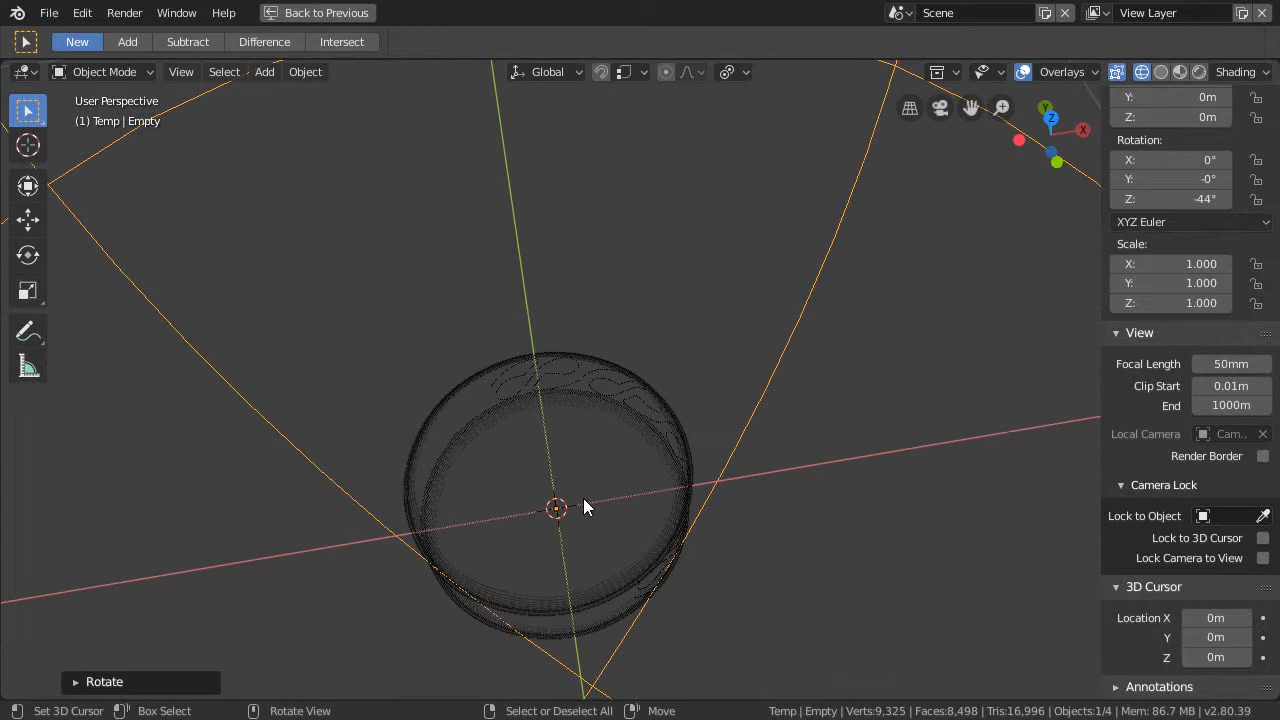 File Edit Render Window Help Back to Previous Scene View Layer
New Add Subtract Difference Intersect
Object Mode View Select Add Object Global Overlays Shading
User Perspective
(1) Temp | Empty
Y
Z
X
Y: 0m
Z: 0m
Rotation:
X: 0°
Y: -0°
Z: -44°
XYZ Euler
Scale:
X: 1.000
Y: 1.000
Z: 1.000
View
Focal Length 50mm
Clip Start 0.01m
End 1000m
Local Camera Cam..
Render Border
Camera Lock
Lock to Object
Lock to 3D Cursor
Lock Camera to View
3D Cursor
Location X 0m
Y 0m
Z 0m
Annotations
Rotate
Set 3D Cursor Box Select Rotate View Select or Deselect All Move Temp | Empty | Verts:9,325 | Faces:8,498 | Tris:16,996 | Objects:1/4 | Mem: 86.7 MB | v2.80.39